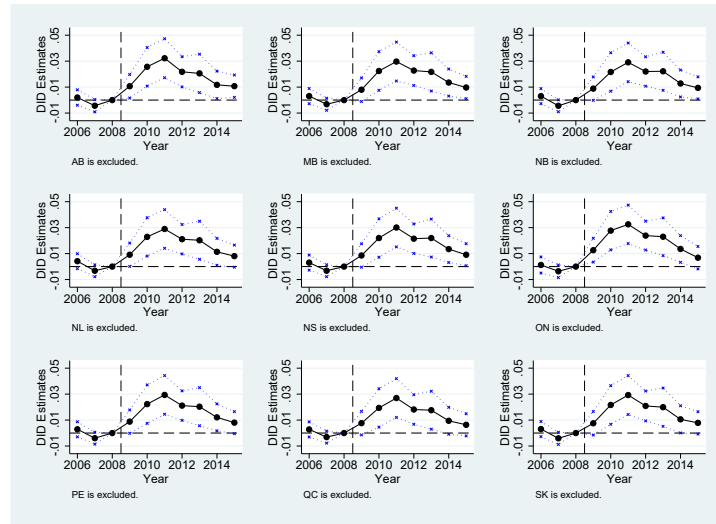 DID Estimates
-.01 .01 .03 .05
2006 2008 2010 2012 2014
Year
AB is excluded.
DID Estimates
-.01 .01 .03 .05
2006 2008 2010 2012 2014
Year
MB is excluded.
DID Estimates
-.01 .01 .03 .05
2006 2008 2010 2012 2014
Year
NB is excluded.
DID Estimates
-.01 .01 .03 .05
2006 2008 2010 2012 2014
Year
NL is excluded.
DID Estimates
-.01 .01 .03 .05
2006 2008 2010 2012 2014
Year
NS is excluded.
DID Estimates
-.01 .01 .03 .05
2006 2008 2010 2012 2014
Year
ON is excluded.
DID Estimates
-.01 .01 .03 .05
2006 2008 2010 2012 2014
Year
PE is excluded.
DID Estimates
-.01 .01 .03 .05
2006 2008 2010 2012 2014
Year
QC is excluded.
DID Estimates
-.01 .01 .03 .05
2006 2008 2010 2012 2014
Year
SK is excluded.